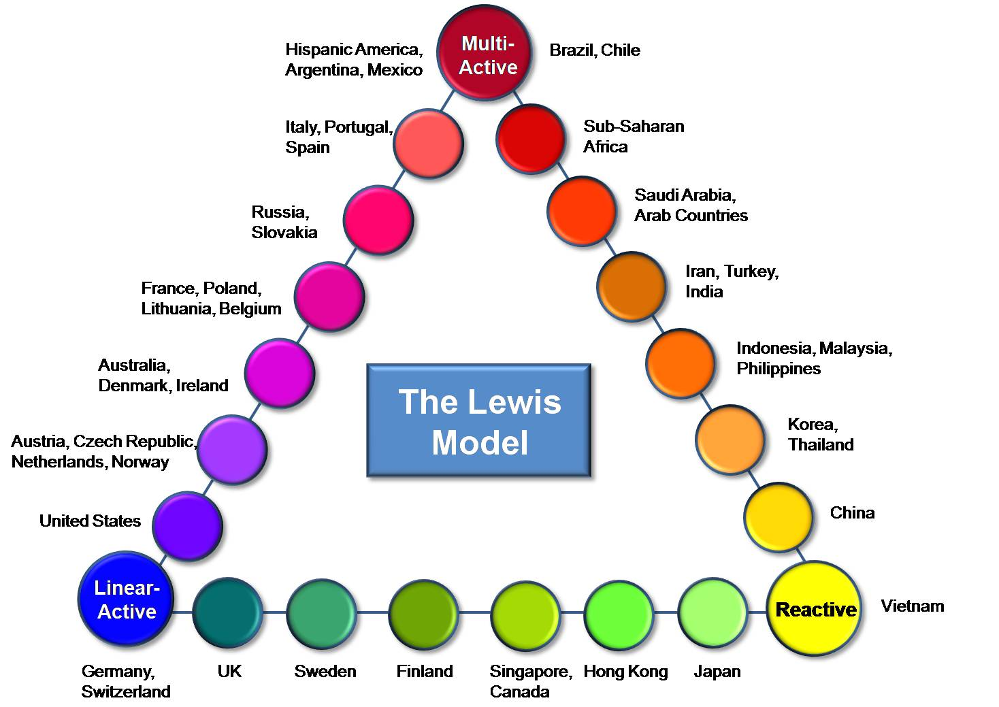 Multi-
Active
Hispanic America,
Argentina, Mexico
Brazil, Chile
Italy, Portugal,
Spain
Sub-Saharan
Africa
Russia,
Slovakia
Saudi Arabia,
Arab Countries
France, Poland,
Lithuania, Belgium
Iran, Turkey,
India
Australia,
Denmark, Ireland
Indonesia, Malaysia,
Philippines
The Lewis
Model
Austria, Czech Republic,
Netherlands, Norway
Korea,
Thailand
United States
China
Linear-
Active
Reactive
Vietnam
Germany,
Switzerland
UK
Sweden
Finland
Singapore,
Canada
Hong Kong
Japan